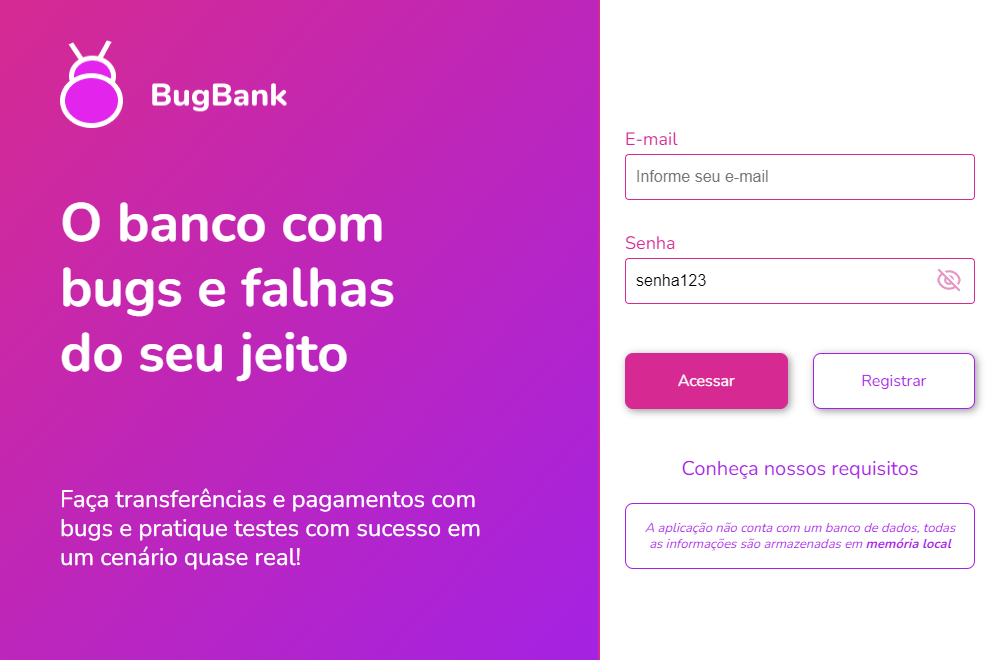 BugBank
O banco com
bugs e falhas
do seu jeito
Faça transferências e pagamentos com
bugs e pratique testes com sucesso em
um cenário quase real!
E-mail
Informe seu e-mail
Senha
senha123
Acessar
Registrar
Conheça nossos requisitos
A aplicação não conta com um banco de dados, todas
as informações são armazenadas em memória local